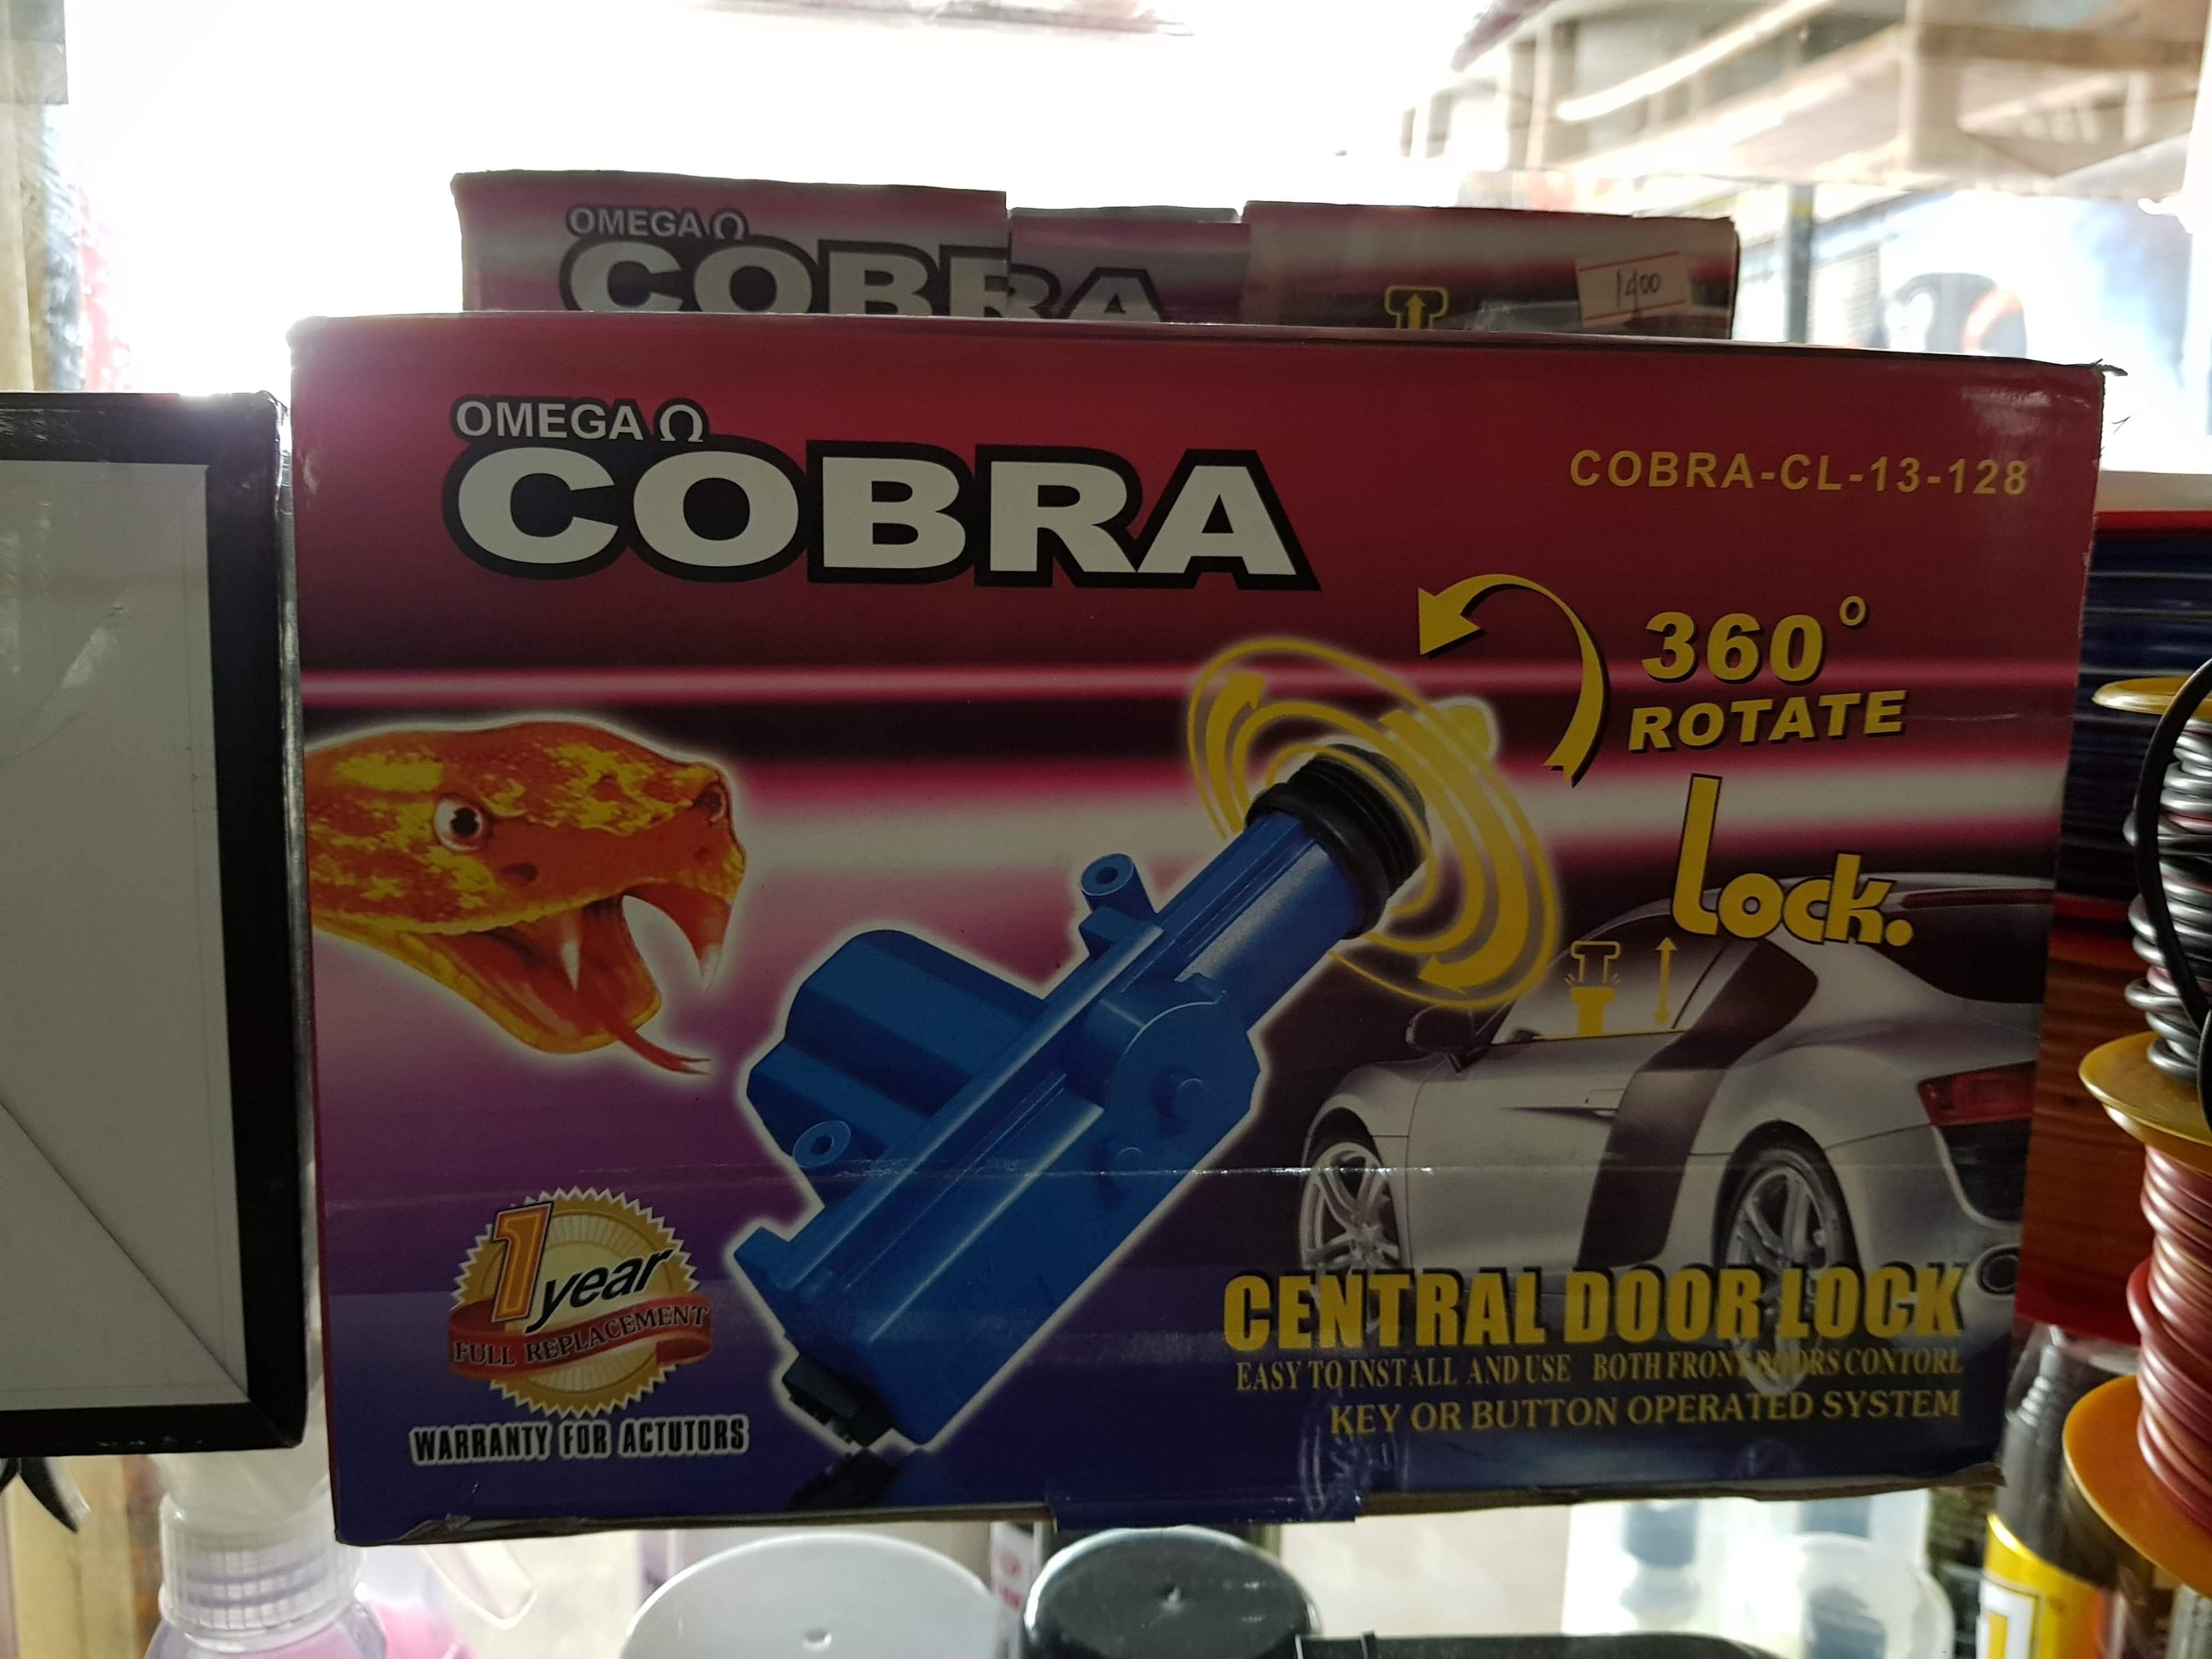 OMEGA Ω
COBRA
1400
OMEGA Ω
COBRA
COBRA-CL-13-128
360°
ROTATE
Lock.
1 year
FULL REPLACEMENT
WARRANTY FOR ACTUTORS
CENTRAL DOOR LOCK
EASY TO INSTALL AND USE BOTH FRONT DOORS CONTORL
KEY OR BUTTON OPERATED SYSTEM